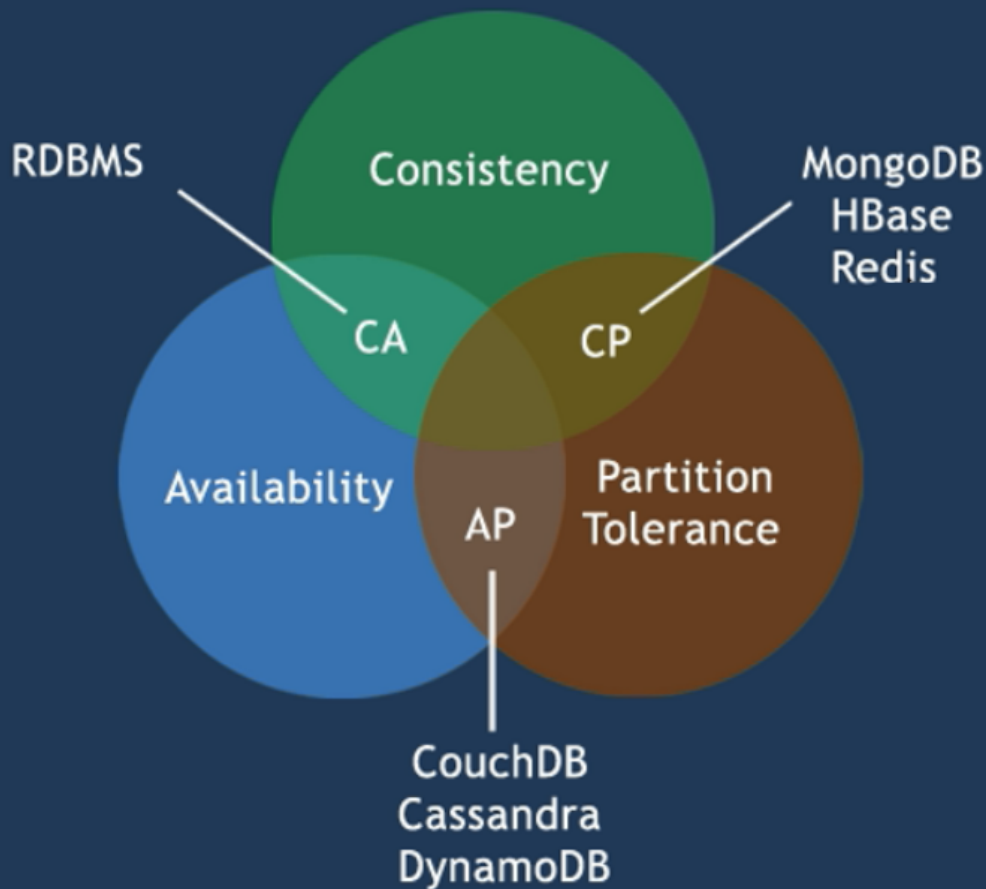 Consistency
RDBMS
MongoDB
HBase
Redis
CA
CP
Availability
Partition
Tolerance
AP
CouchDB
Cassandra
DynamoDB